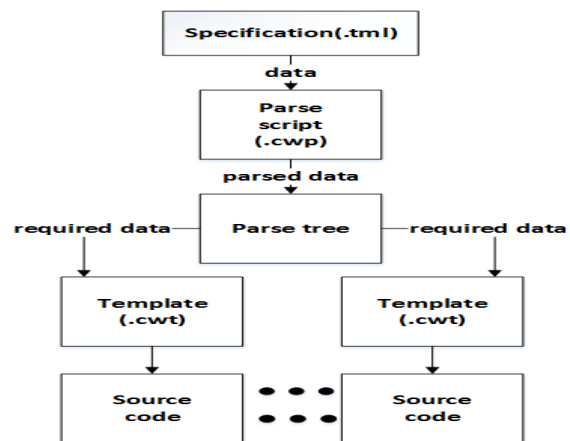 Specification(.tml)
data
Parse
script
(.cwp)
parsed data
required data
Parse tree
required data
Template
(.cwt)
Template
(.cwt)
Source
code
Source
code